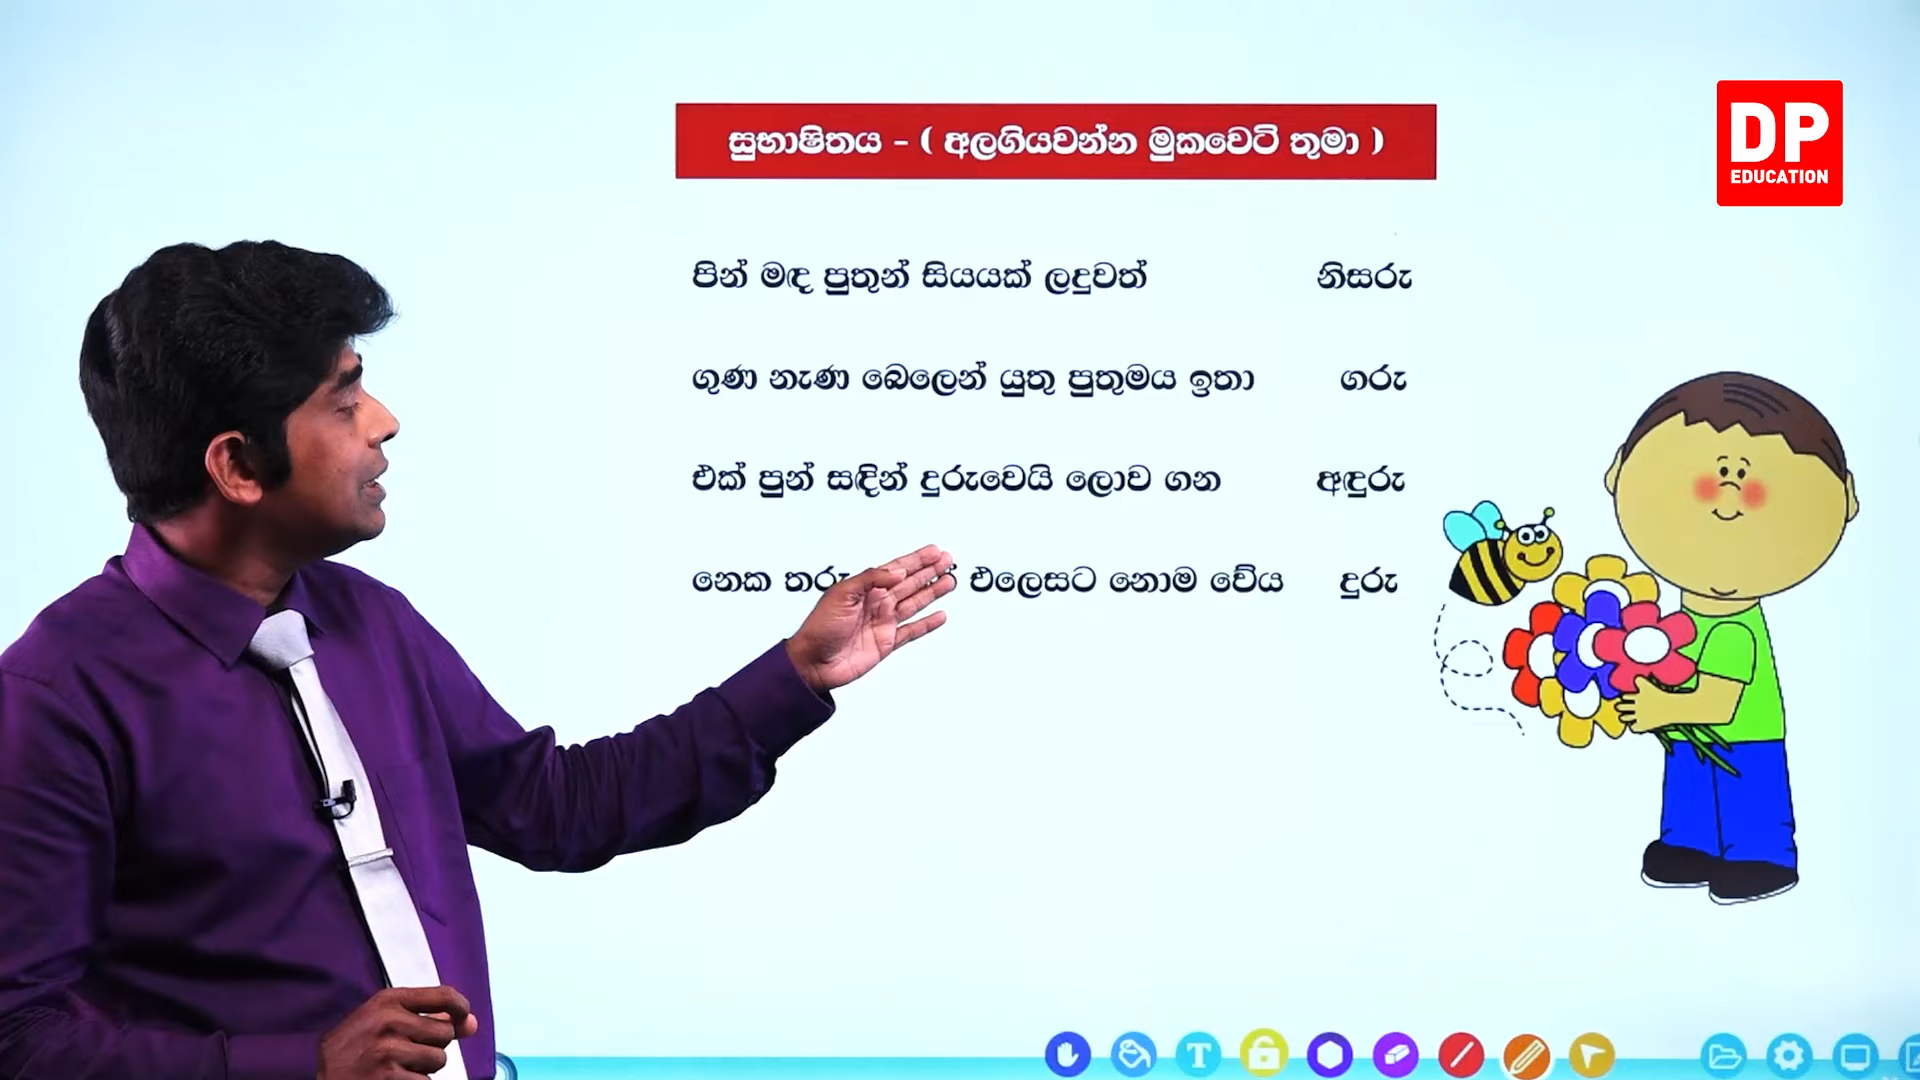 සුභාෂිතය - ( අලගියවන්න මුකවෙටි තුමා )
DP
EDUCATION
පින් මඳ පුතුන් සියයක් ලදුවත් නිසරු
ගුණ නැණ බෙලෙන් යුතු පුතුමය ඉතා ගරු
එක් පුන් සඳින් දුරුවෙයි ලොව ගන අඳුරු
නෙක තරු එලෙසට නොම වේය දුරු
T